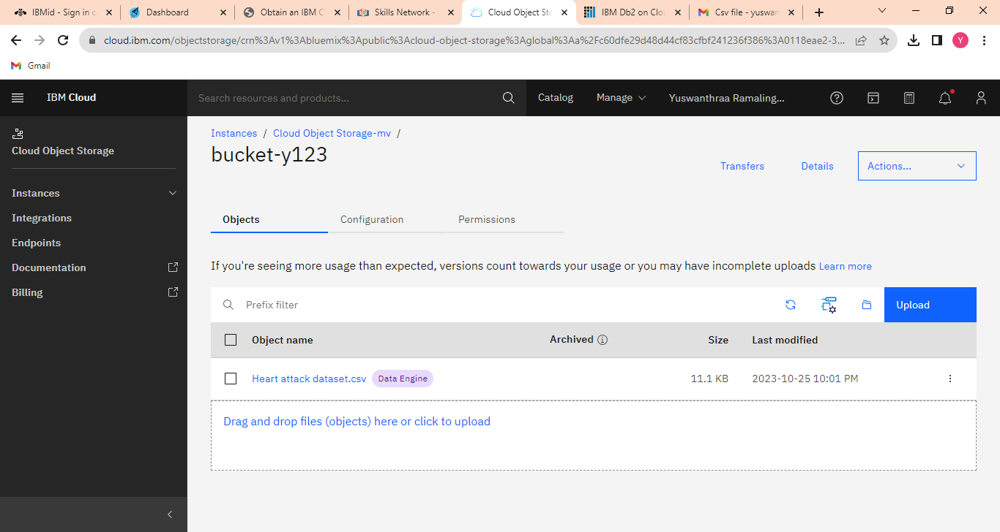 IBMid - Sign in o
Dashboard
Obtain an IBM C
Skills Network -
Cloud Object Sto
IBM Db2 on Clou
Csv file - yuswan
cloud.ibm.com/objectstorage/crn%3Av1%3Abluemix%3Apublic%3Acloud-object-storage%3Aglobal%3Aa%2Fc60dfe29d48d44cf83cfbf241236f386%3A0118eae2-3...
Y
Gmail
IBM Cloud
Search resources and products...
Catalog
Manage
Yuswanthraa Ramaling...
Cloud Object Storage
Instances
Integrations
Endpoints
Documentation
Billing
Instances / Cloud Object Storage-mv /
bucket-y123
Transfers
Details
Actions...
Objects
Configuration
Permissions
If you're seeing more usage than expected, versions count towards your usage or you may have incomplete uploads Learn more
Prefix filter
Upload
Object name
Archived
Size
Last modified
Heart attack dataset.csv
Data Engine
11.1 KB
2023-10-25 10:01 PM
Drag and drop files (objects) here or click to upload